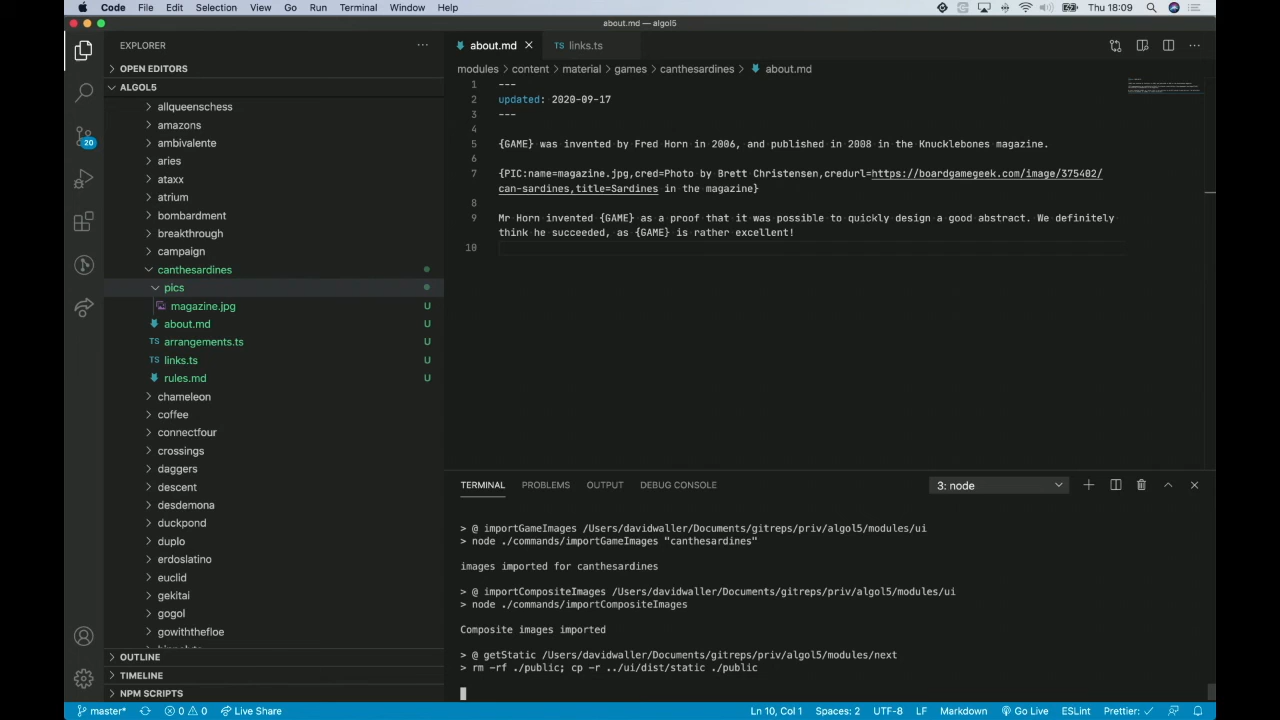 Code File Edit Selection View Go Run Terminal Window Help
Thu 18:09
about.md — algol5
EXPLORER
about.md
TS links.ts
OPEN EDITORS
modules > content > material > games > canthesardines > about.md
ALGOL5
allqueenschess
amazons
ambivalente
aries
ataxx
atrium
bombardment
breakthrough
campaign
canthesardines
pics
magazine.jpg U
about.md U
TS arrangements.ts U
TS links.ts U
rules.md U
chameleon
coffee
connectfour
crossings
daggers
descent
desdemona
duckpond
duplo
erdoslatino
euclid
gekitai
gogol
gowiththefloe
OUTLINE
TIMELINE
NPM SCRIPTS
20
1 ---
2 updated: 2020-09-17
3 ---
4
5 {GAME} was invented by Fred Horn in 2006, and published in 2008 in the Knucklebones magazine.
6
7 {PIC:name=magazine.jpg,cred=Photo by Brett Christensen,credurl=https://boardgamegeek.com/image/375402/
can-sardines,title=Sardines in the magazine}
8
9 Mr Horn invented {GAME} as a proof that it was possible to quickly design a good abstract. We definitely
think he succeeded, as {GAME} is rather excellent!
10
TERMINAL PROBLEMS OUTPUT DEBUG CONSOLE
3: node
> @ importGameImages /Users/davidwaller/Documents/gitreps/priv/algol5/modules/ui
> node ./commands/importGameImages "canthesardines"
images imported for canthesardines
> @ importCompositeImages /Users/davidwaller/Documents/gitreps/priv/algol5/modules/ui
> node ./commands/importCompositeImages
Composite images imported
> @ getStatic /Users/davidwaller/Documents/gitreps/priv/algol5/modules/next
> rm -rf ./public; cp -r ../ui/dist/static ./public
master* 0 0 Live Share
Ln 10, Col 1 Spaces: 2 UTF-8 LF Markdown Go Live ESLint Prettier: ✓